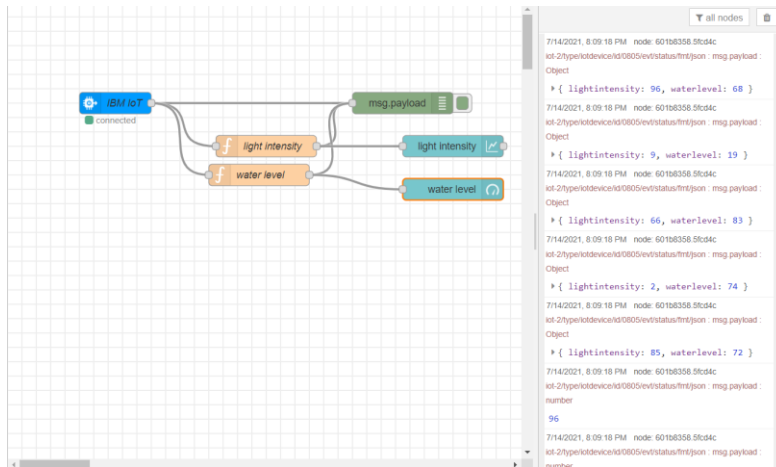 IBM IoT
connected
msg.payload
light intensity
light intensity
water level
water level
all nodes
7/14/2021, 8:09:18 PM node: 601b8358.5fcd4c
iot-2/type/iotdevice/id/0805/evt/status/fmt/json : msg.payload :
Object
{ lightintensity: 96, waterlevel: 68 }
7/14/2021, 8:09:18 PM node: 601b8358.5fcd4c
iot-2/type/iotdevice/id/0805/evt/status/fmt/json : msg.payload :
Object
{ lightintensity: 9, waterlevel: 19 }
7/14/2021, 8:09:18 PM node: 601b8358.5fcd4c
iot-2/type/iotdevice/id/0805/evt/status/fmt/json : msg.payload :
Object
{ lightintensity: 66, waterlevel: 83 }
7/14/2021, 8:09:18 PM node: 601b8358.5fcd4c
iot-2/type/iotdevice/id/0805/evt/status/fmt/json : msg.payload :
Object
{ lightintensity: 2, waterlevel: 74 }
7/14/2021, 8:09:18 PM node: 601b8358.5fcd4c
iot-2/type/iotdevice/id/0805/evt/status/fmt/json : msg.payload :
Object
{ lightintensity: 85, waterlevel: 72 }
7/14/2021, 8:09:18 PM node: 601b8358.5fcd4c
iot-2/type/iotdevice/id/0805/evt/status/fmt/json : msg.payload :
number
96
7/14/2021, 8:09:18 PM node: 601b8358.5fcd4c
iot-2/type/iotdevice/id/0805/evt/status/fmt/json : msg.payload :
number